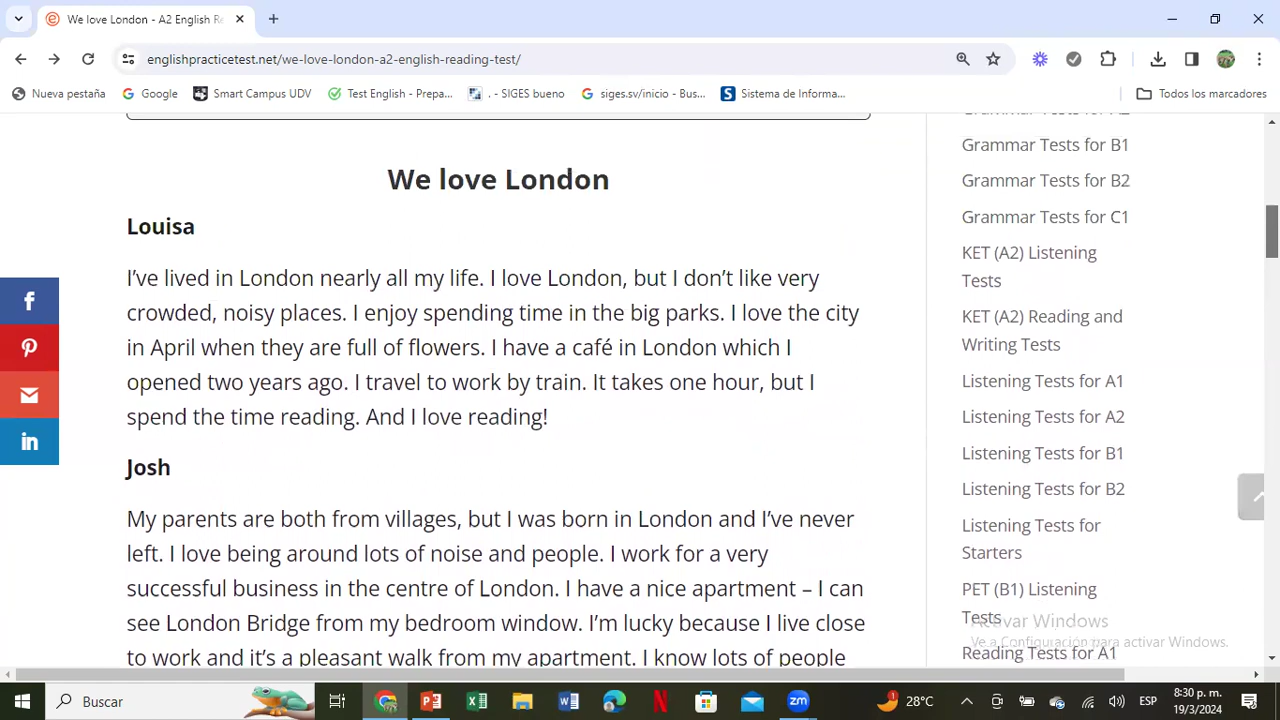 We love London - A2 English Re
englishpracticetest.net/we-love-london-a2-english-reading-test/
Nueva pestaña
Google
Smart Campus UDV
Test English - Prepa...
. - SIGES bueno
siges.sv/inicio - Bus...
Sistema de Informa...
Todos los marcadores
We love London
Louisa
I've lived in London nearly all my life. I love London, but I don't like very
crowded, noisy places. I enjoy spending time in the big parks. I love the city
in April when they are full of flowers. I have a café in London which I
opened two years ago. I travel to work by train. It takes one hour, but I
spend the time reading. And I love reading!
Josh
My parents are both from villages, but I was born in London and I've never
left. I love being around lots of noise and people. I work for a very
successful business in the centre of London. I have a nice apartment – I can
see London Bridge from my bedroom window. I'm lucky because I live close
to work and it's a pleasant walk from my apartment. I know lots of people
Grammar Tests for A2
Grammar Tests for B1
Grammar Tests for B2
Grammar Tests for C1
KET (A2) Listening
Tests
KET (A2) Reading and
Writing Tests
Listening Tests for A1
Listening Tests for A2
Listening Tests for B1
Listening Tests for B2
Listening Tests for
Starters
PET (B1) Listening
Tests
Reading Tests for A1
Activar Windows
Ve a Configuración para activar Windows.
Buscar
28°C
ESP
8:30 p. m.
19/3/2024